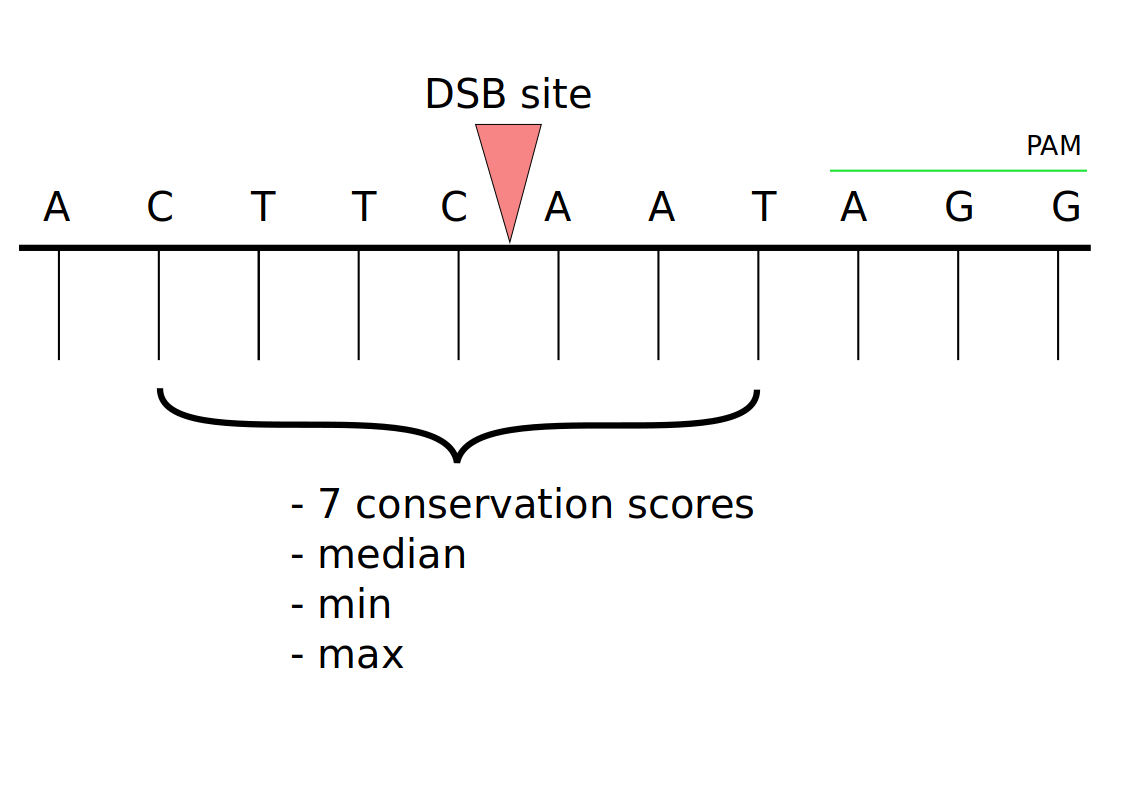 DSB site
PAM
A C T T C A A T A G G
- 7 conservation scores
- median
- min
- max